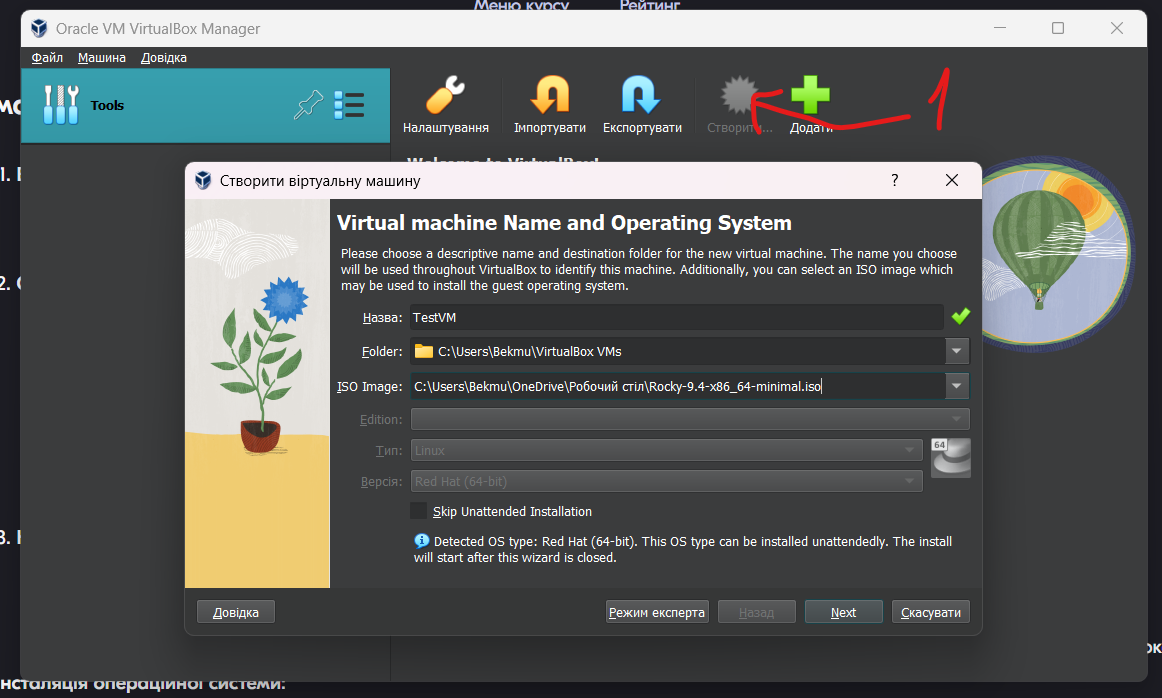 Меню курсу Рейтинг
Oracle VM VirtualBox Manager
Файл Машина Довідка
Tools
Налаштування Імпортувати Експортувати Створити... Додати
1
Welcome to VirtualBox!
1.
2.
3.
Створити віртуальну машину ?
Virtual machine Name and Operating System
Please choose a descriptive name and destination folder for the new virtual machine. The name you choose
will be used throughout VirtualBox to identify this machine. Additionally, you can select an ISO image which
may be used to install the guest operating system.
Назва: TestVM
Folder: C:\Users\Bekmu\VirtualBox VMs
ISO Image: C:\Users\Bekmu\OneDrive\Робочий стіл\Rocky-9.4-x86_64-minimal.iso
Edition:
Тип: Linux
64
Версія: Red Hat (64-bit)
Skip Unattended Installation
Detected OS type: Red Hat (64-bit). This OS type can be installed unattendedly. The install
will start after this wizard is closed.
Довідка Режим експерта Назад Next Скасувати
нсталяція операційної системи: